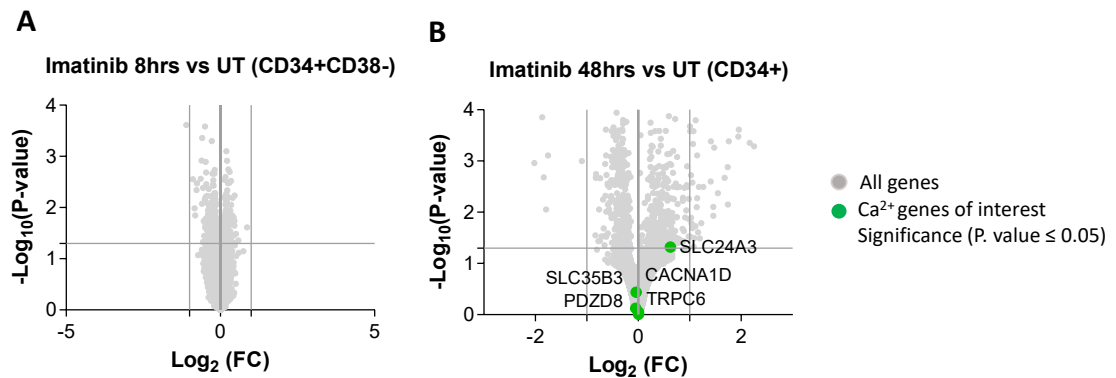 A
Imatinib 8hrs vs UT (CD34+CD38-)
-Log10(P-value)
4
3
2
1
0
-5
0
5
Log2 (FC)
B
Imatinib 48hrs vs UT (CD34+)
-Log10(P-value)
4
3
2
1
0
-2
0
2
Log2 (FC)
SLC24A3
SLC35B3
CACNA1D
PDZD8
TRPC6
All genes
Ca2+ genes of interest
Significance (P. value ≤ 0.05)